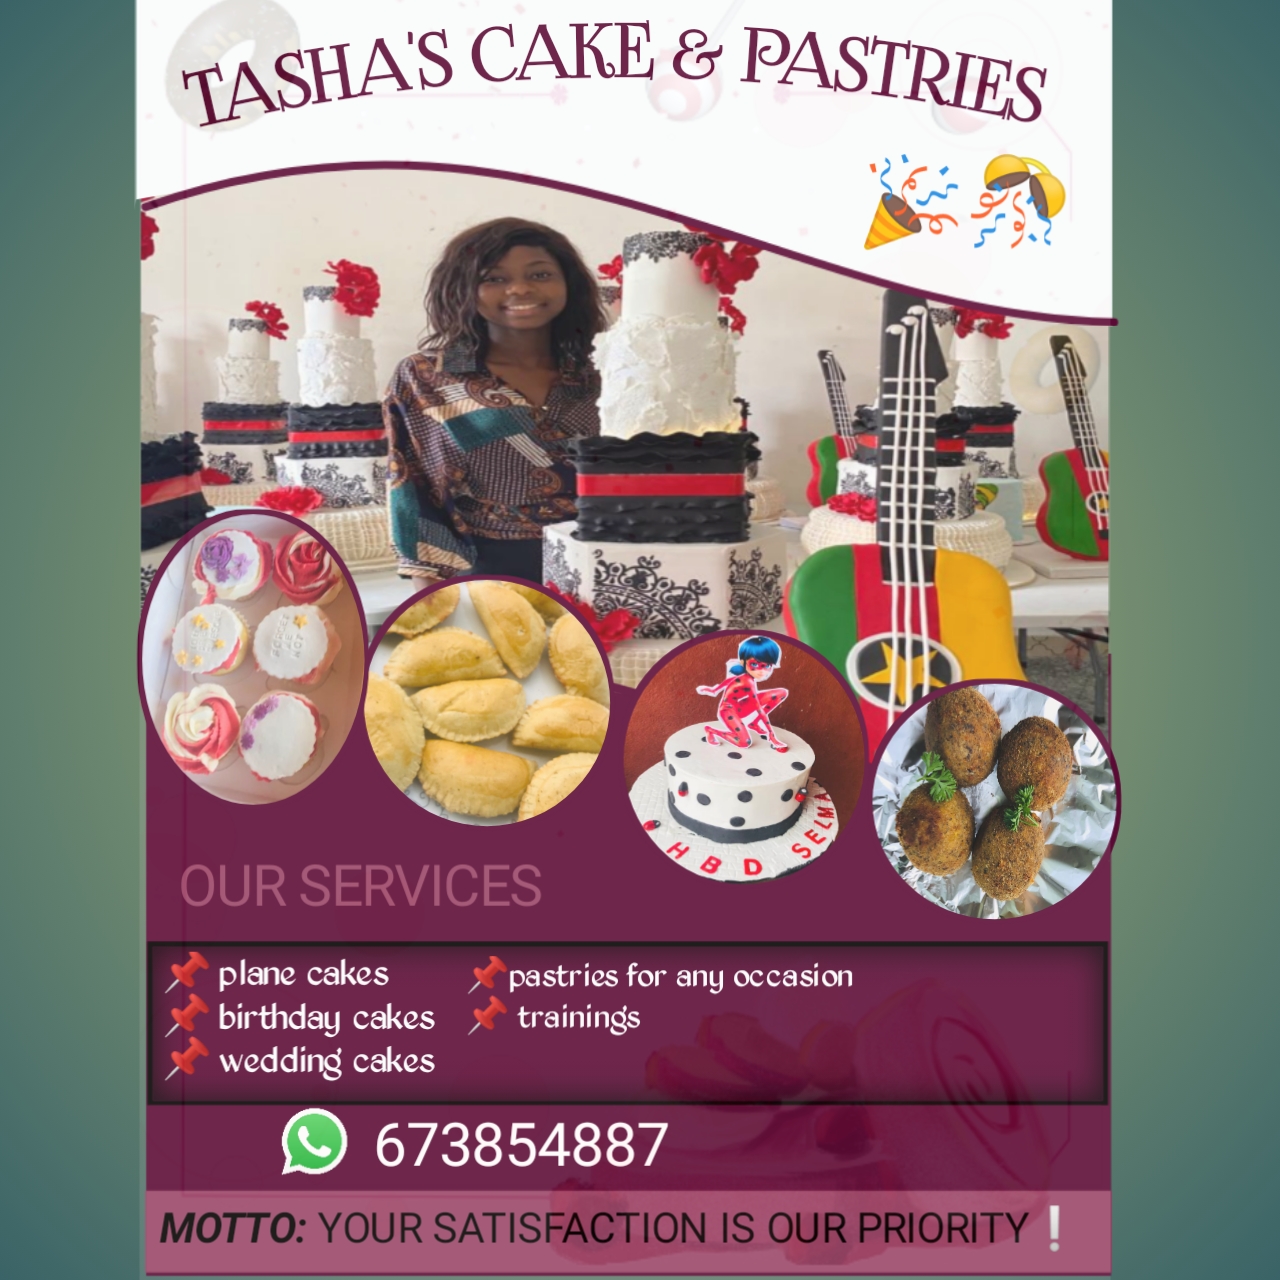 TASHA'S CAKE & PASTRIES
HBD SELMA
OUR SERVICES
plane cakes
birthday cakes
wedding cakes
pastries for any occasion
trainings
673854887
MOTTO: YOUR SATISFACTION IS OUR PRIORITY❕